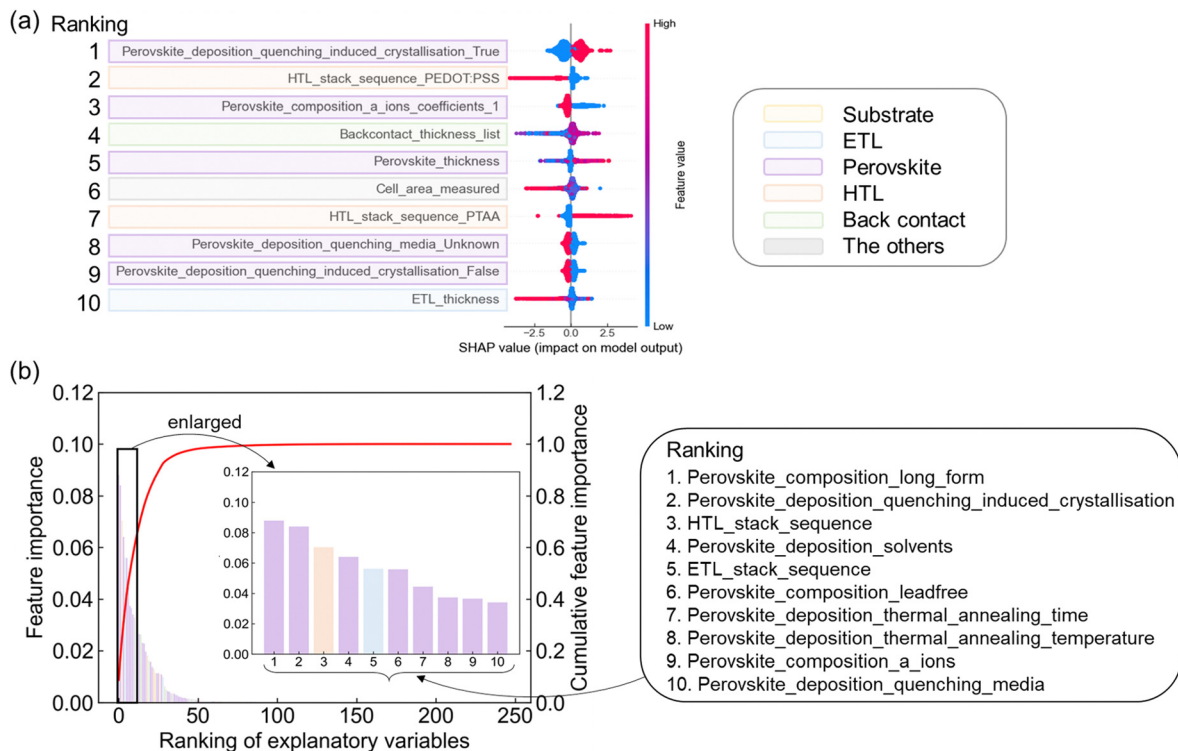 (a) Ranking
1 Perovskite_deposition_quenching_induced_crystallisation_True
2 HTL_stack_sequence_PEDOT:PSS
3 Perovskite_composition_a_ions_coefficients_1
4 Backcontact_thickness_list
5 Perovskite_thickness
6 Cell_area_measured
7 HTL_stack_sequence_PTAA
8 Perovskite_deposition_quenching_media_Unknown
9 Perovskite_deposition_quenching_induced_crystallisation_False
10 ETL_thickness
−2.5 0.0 2.5
SHAP value (impact on model output)
High
Feature value
Low
Substrate
ETL
Perovskite
HTL
Back contact
The others
(b)
Feature importance
0.12
0.10
0.08
0.06
0.04
0.02
0.00
enlarged
0.12
0.10
0.08
0.06
0.04
0.02
0.00
1 2 3 4 5 6 7 8 9 10
1.2
1.0
0.8
0.6
0.4
0.2
0.0
Cumulative feature importance
0 50 100 150 200 250
Ranking of explanatory variables
Ranking
1. Perovskite_composition_long_form
2. Perovskite_deposition_quenching_induced_crystallisation
3. HTL_stack_sequence
4. Perovskite_deposition_solvents
5. ETL_stack_sequence
6. Perovskite_composition_leadfree
7. Perovskite_deposition_thermal_annealing_time
8. Perovskite_deposition_thermal_annealing_temperature
9. Perovskite_composition_a_ions
10. Perovskite_deposition_quenching_media